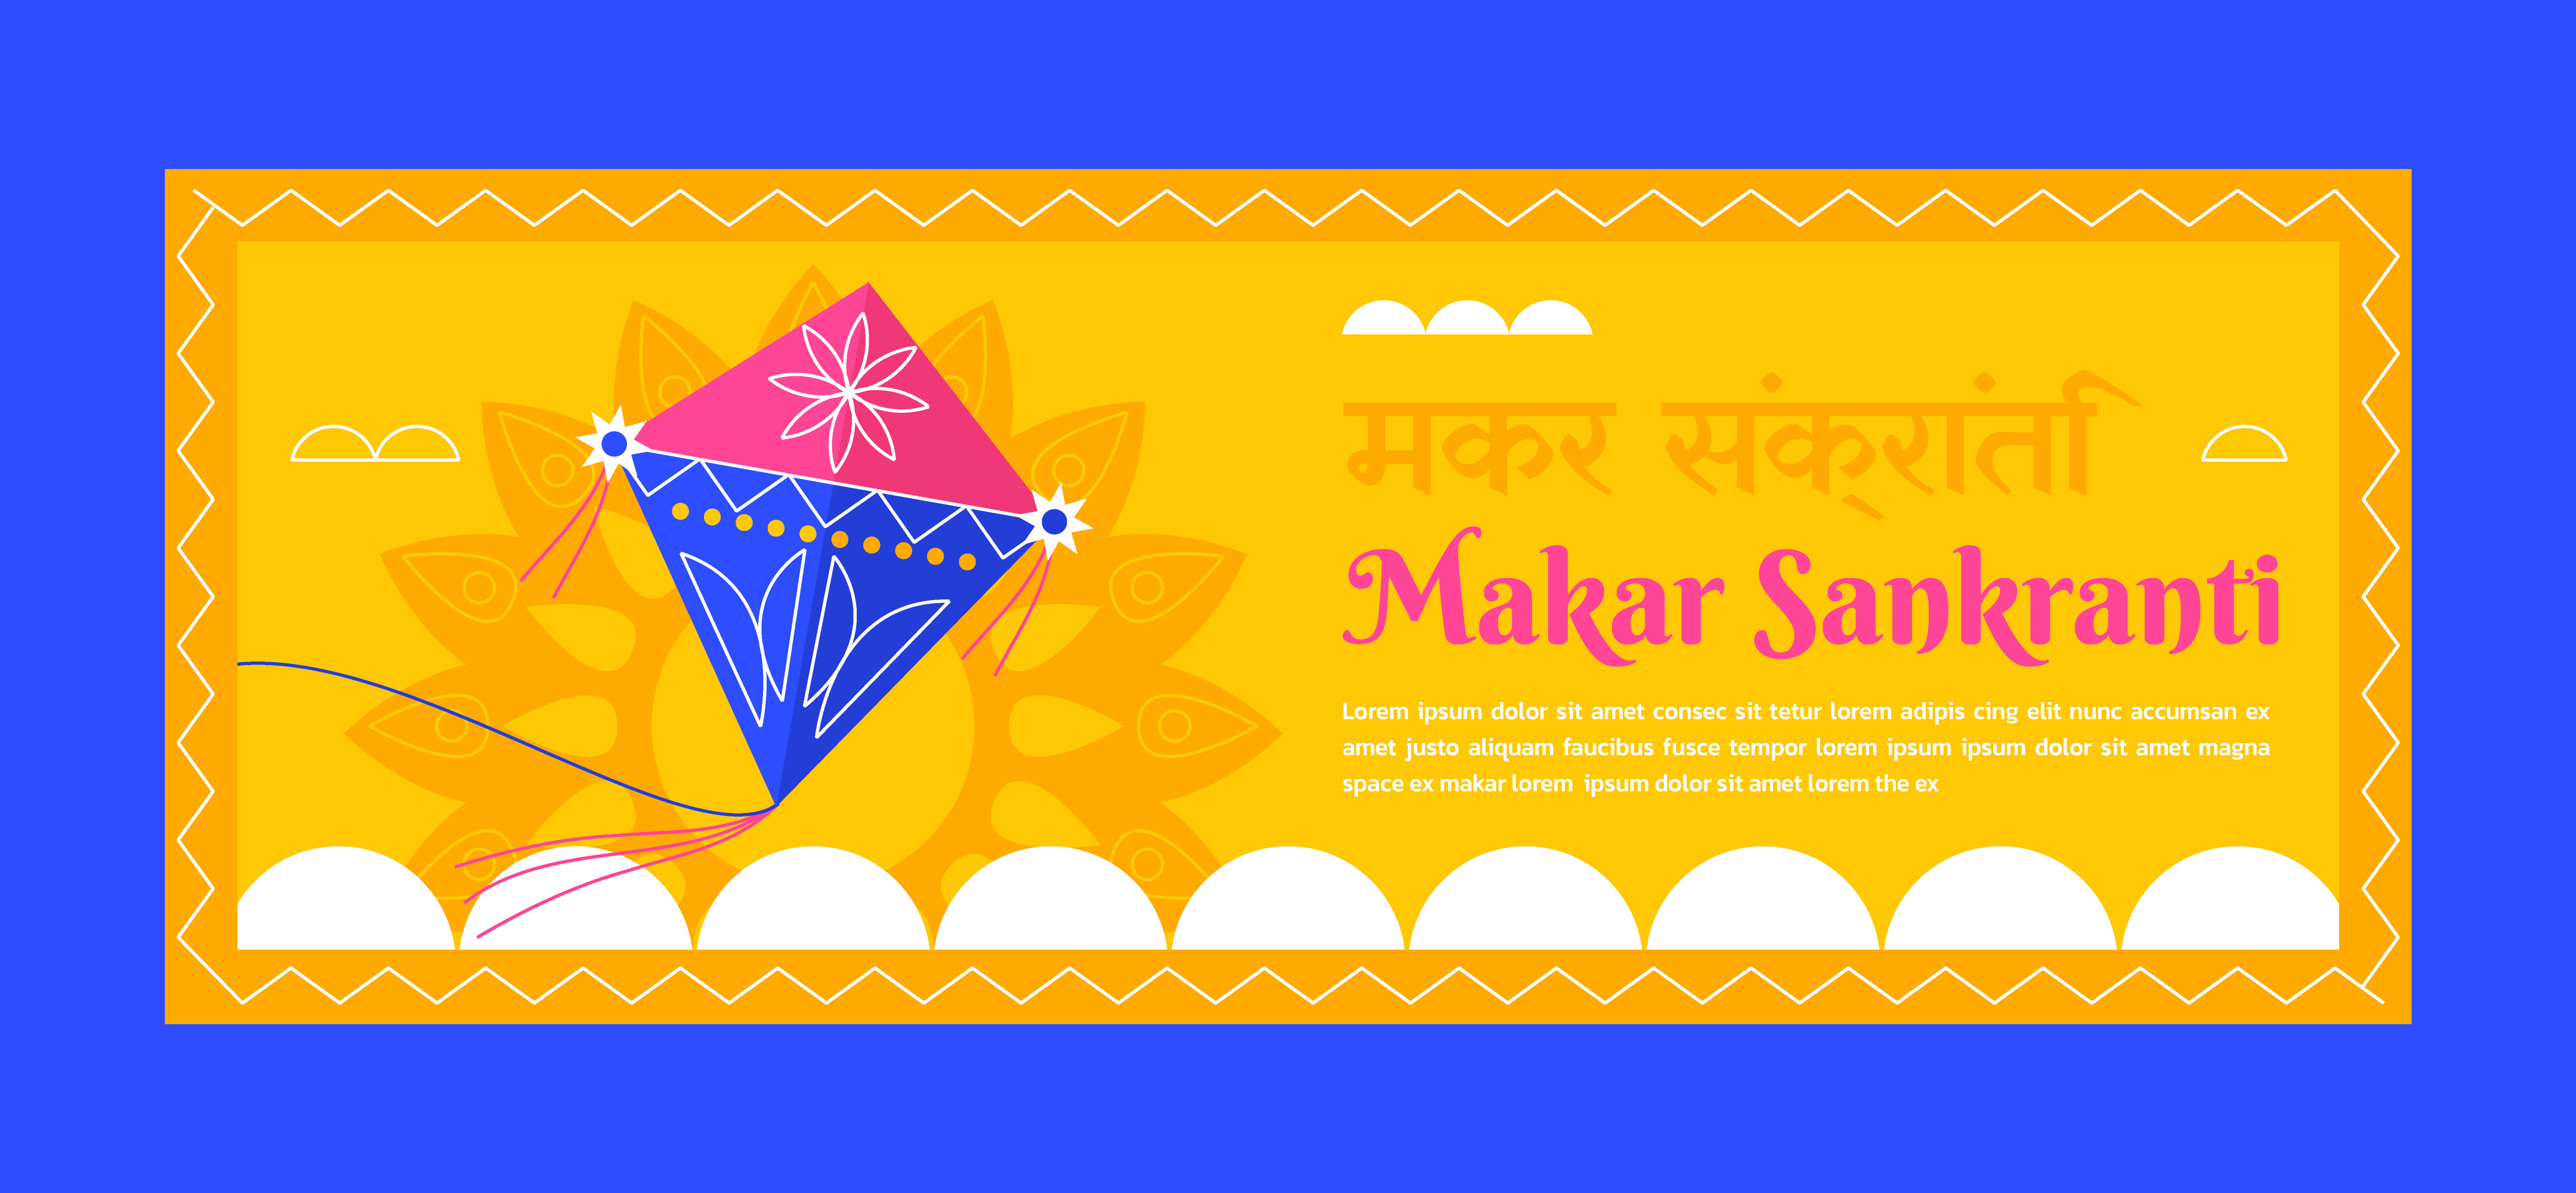 मकर संक्‌रांति
Makar Sankranti
Lorem ipsum dolor sit amet consec sit tetur lorem adipis cing elit nunc accumsan ex
amet justo aliquam faucibus fusce tempor lorem ipsum ipsum dolor sit amet magna
space ex makar lorem ipsum dolor sit amet lorem the ex